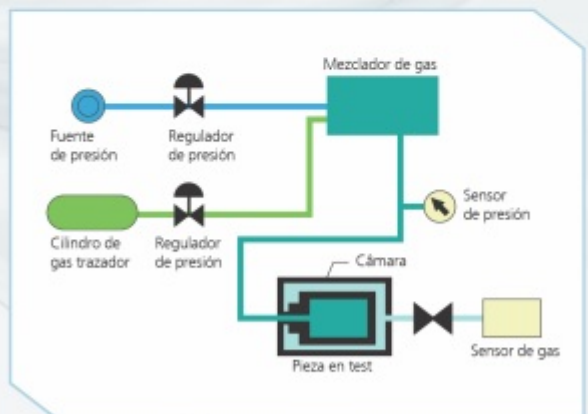 Mezclador de gas
Fuente
de presión
Regulador
de presión
Sensor
de presión
Cilindro de
gas trazador
Regulador
de presión
Câmara
Pieza en test
Sensor de gas